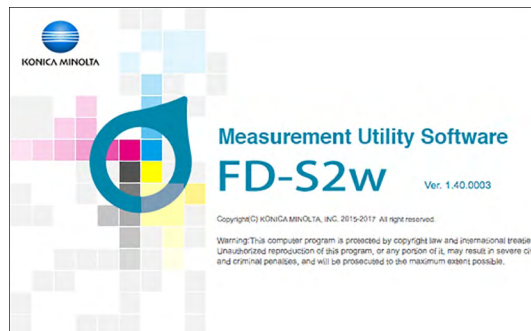 KONICA MINOLTA
Measurement Utility Software
FD-S2w
Ver. 1.40.0003
Copyright(C) KONICA MINOLTA, INC. 2015-2017 All right reserved.
Warning:This computer program is protected by copyright law and international treatie
Unauthorized reproduction of this program, or any portion of it, may result in severe ci
and criminal penalties, and will be prosecuted to the maximum extent possible.